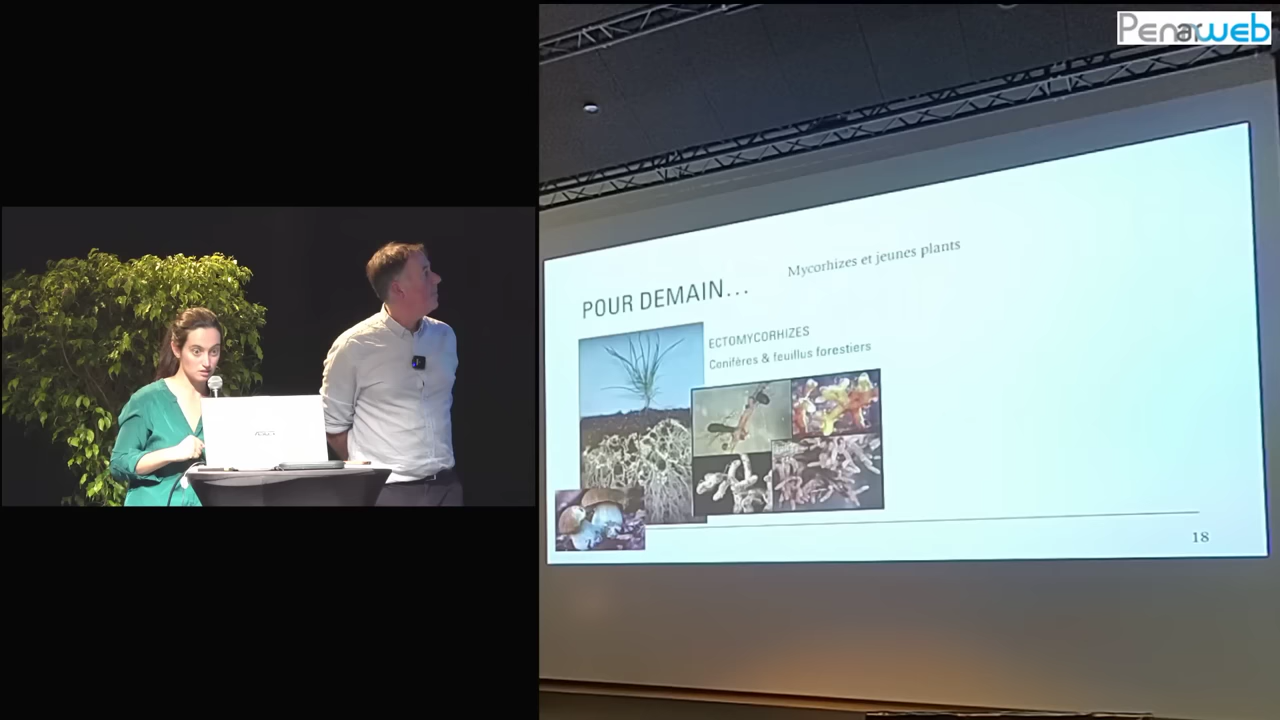 Penarweb
Mycorhizes et jeunes plants
POUR DEMAIN...
ECTOMYCORHIZES
Conifères & feuillus forestiers
18